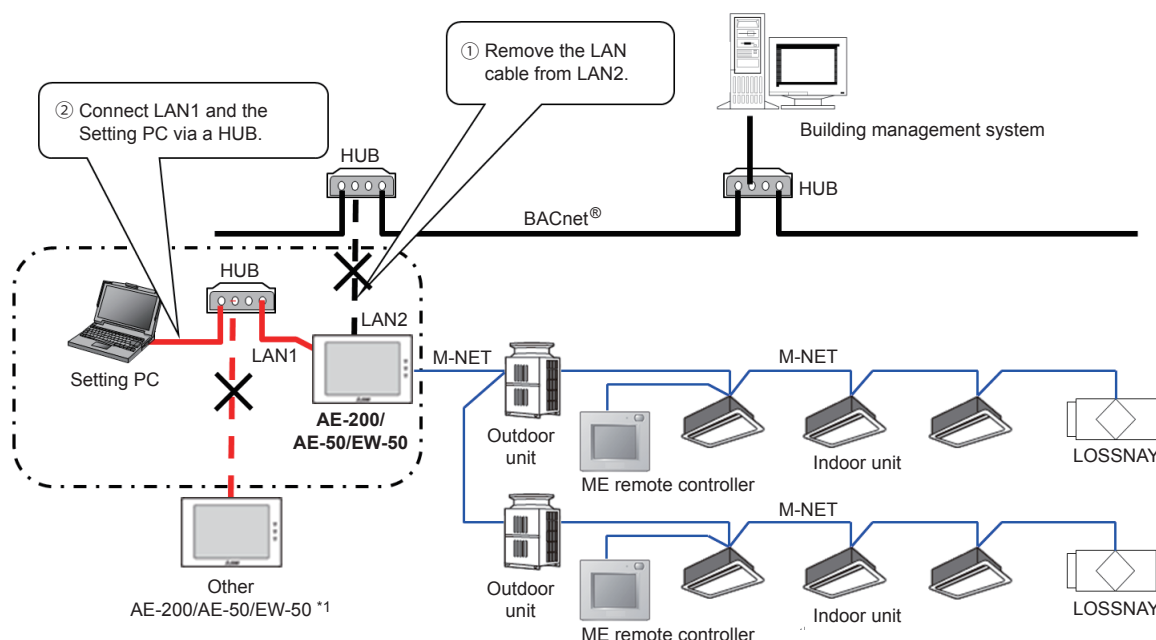 ① Remove the LAN
cable from LAN2.
② Connect LAN1 and the
Setting PC via a HUB.
Building management system
HUB
HUB
BACnet®
HUB
LAN2
LAN1
Setting PC
AE-200/
AE-50/EW-50
M-NET
M-NET
Outdoor
unit
ME remote controller
Indoor unit
LOSSNAY
M-NET
Other
AE-200/AE-50/EW-50 *1
Outdoor
unit
ME remote controller
Indoor unit
LOSSNAY